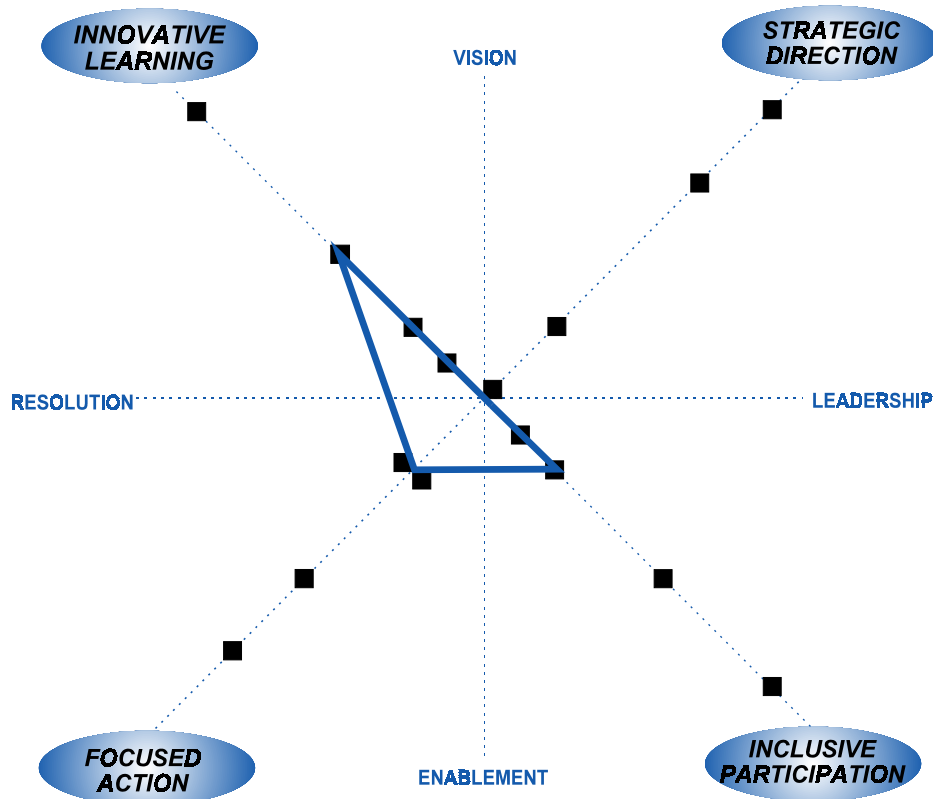 INNOVATIVE
LEARNING
STRATEGIC
DIRECTION
VISION
RESOLUTION
LEADERSHIP
FOCUSED
ACTION
ENABLEMENT
INCLUSIVE
PARTICIPATION